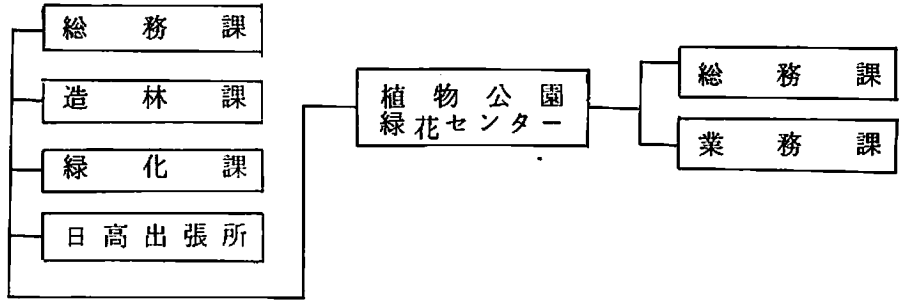 総務課
造林課
緑化課
日高出張所
植物公園
緑花センター
総務課
業務課